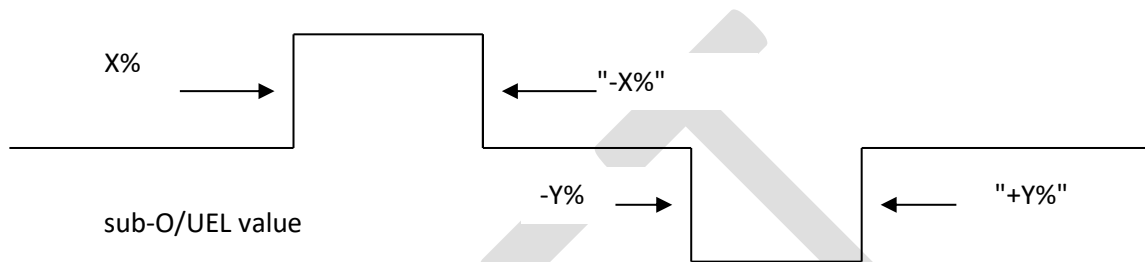 X%
"-X%"
-Y%
"+Y%"
sub-O/UEL value